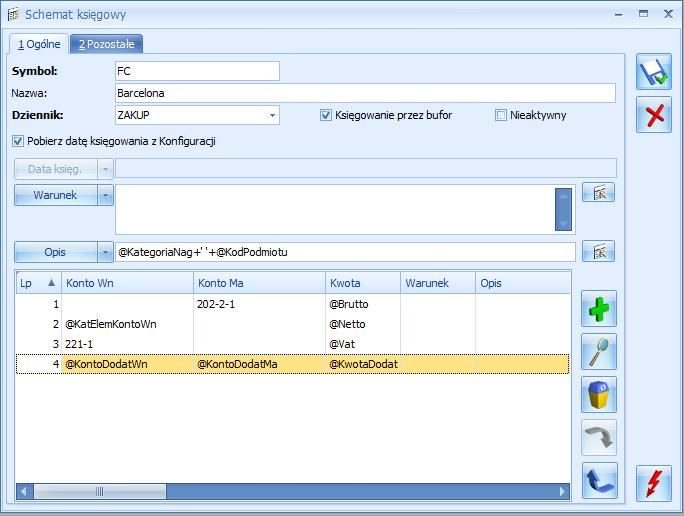 Schemat księgowy
1 Ogólne 2 Pozostałe
Symbol: FC
Nazwa: Barcelona
Dziennik: ZAKUP Księgowanie przez bufor Nieaktywny
Pobierz datę księgowania z Konfiguracji
Data księg.
Warunek
Opis @KategoriaNag+' '+@KodPodmiotu
Lp Konto Wn Konto Ma Kwota Warunek Opis
1 202-2-1 @Brutto
2 @KatElemKontoWn @Netto
3 221-1 @Vat
4 @KontoDodatWn @KontoDodatMa @KwotaDodat